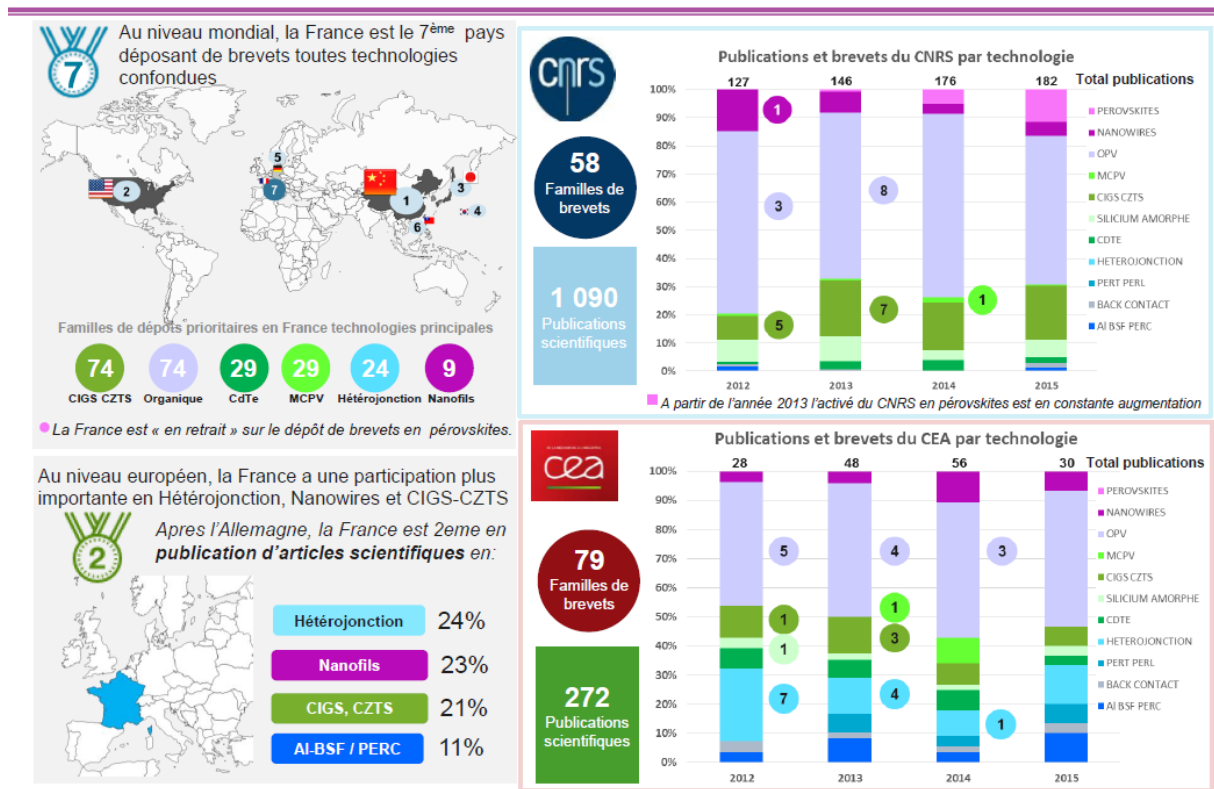 Au niveau mondial, la France est le 7ème pays
déposant de brevets toutes technologies
confondues
7
5
2
7
1
3
4
6
Familles de dépôts prioritaires en France technologies principales
74
74
29
29
24
9
CIGS CZTS
Organique
CdTe
MCPV
Hétérojonction
Nanofils
La France est « en retrait » sur le dépôt de brevets en pérovskites.
Au niveau européen, la France a une participation plus
importante en Hétérojonction, Nanowires et CIGS-CZTS
2
Apres l'Allemagne, la France est 2eme en
publication d'articles scientifiques en:
Hétérojonction 24%
Nanofils 23%
CIGS, CZTS 21%
Al-BSF / PERC 11%
cnrs
58
Familles de
brevets
1 090
Publications
scientifiques
Publications et brevets du CNRS par technologie
127 146 176 182 Total publications
100%
90%
80%
70%
60%
50%
40%
30%
20%
10%
0%
1
3
8
5
7
1
2012 2013 2014 2015
PEROVSKITES
NANOWIRES
OPV
MCPV
CIGS CZTS
SILICIUM AMORPHE
CDTE
HETEROJONCTION
PERT PERL
BACK CONTACT
Al BSF PERC
A partir de l'année 2013 l'activé du CNRS en pérovskites est en constante augmentation
cea
79
Familles de
brevets
272
Publications
scientifiques
Publications et brevets du CEA par technologie
28 48 56 30 Total publications
100%
90%
80%
70%
60%
50%
40%
30%
20%
10%
0%
5
4
3
1
1
1
3
7
4
1
2012 2013 2014 2015
PEROVSKITES
NANOWIRES
OPV
MCPV
CIGS CZTS
SILICIUM AMORPHE
CDTE
HETEROJONCTION
PERT PERL
BACK CONTACT
Al BSF PERC